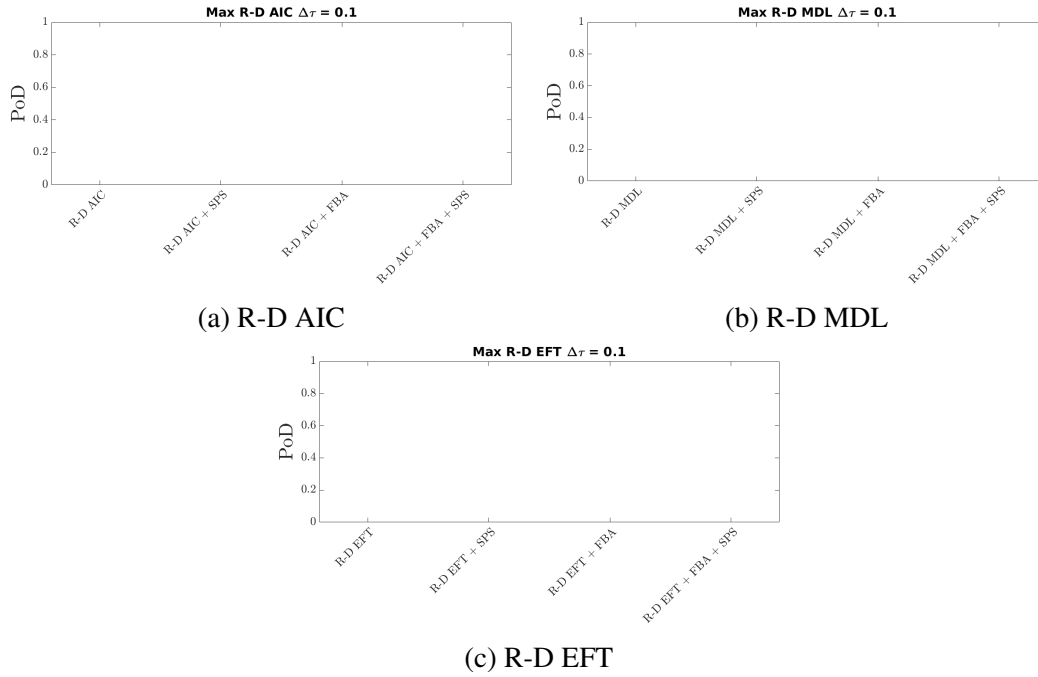 Max R-D AIC Δτ = 0.1
1
0.8
0.6
0.4
0.2
0
PoD
R-D AIC
R-D AIC + SPS
R-D AIC + FBA
R-D AIC + FBA + SPS
(a) R-D AIC
Max R-D MDL Δτ = 0.1
1
0.8
0.6
0.4
0.2
0
PoD
R-D MDL
R-D MDL + SPS
R-D MDL + FBA
R-D MDL + FBA + SPS
(b) R-D MDL
Max R-D EFT Δτ = 0.1
1
0.8
0.6
0.4
0.2
0
PoD
R-D EFT
R-D EFT + SPS
R-D EFT + FBA
R-D EFT + FBA + SPS
(c) R-D EFT